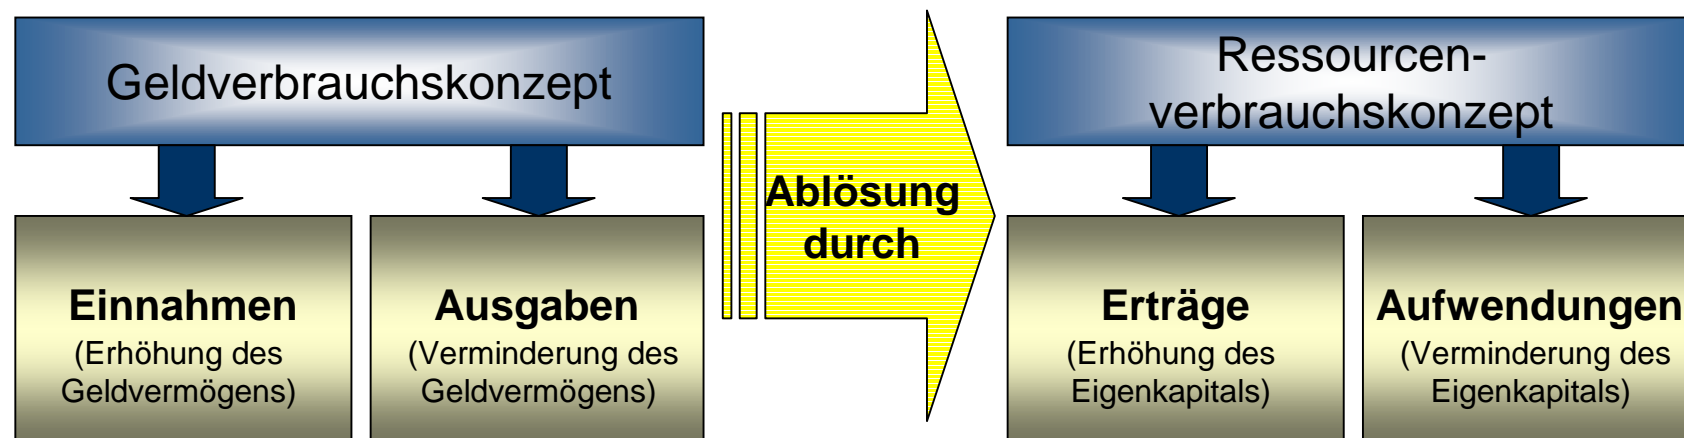 Geldverbrauchskonzept
Einnahmen
(Erhöhung des
Geldvermögens)
Ausgaben
(Verminderung des
Geldvermögens)
Ablösung
durch
Ressourcen-
verbrauchskonzept
Erträge
(Erhöhung des
Eigenkapitals)
Aufwendungen
(Verminderung des
Eigenkapitals)